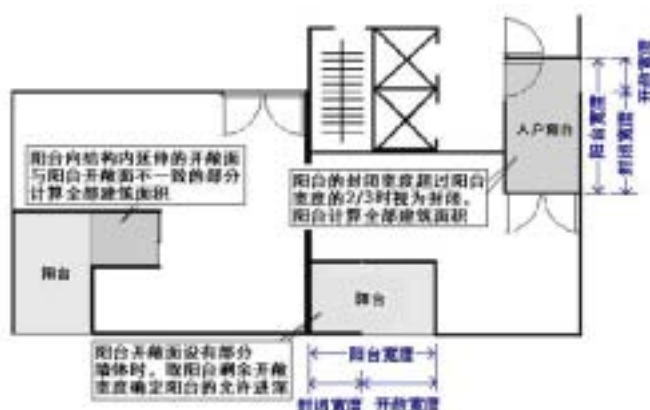 阳台向结构内延伸的开敞面
与阳台开敞面不一致的部分
计算全部建筑面积
阳台的封闭宽度超过阳台
宽度的2/3时视为封闭。
阳台计算全部建筑面积
入户阳台
阳台宽度
开敞宽度
封闭宽度
阳台
阳台
阳台开敞面设有部分
墙体时，取阳台剩余开敞
宽度确定阳台的允许进深
阳台宽度
封闭宽度
开敞宽度